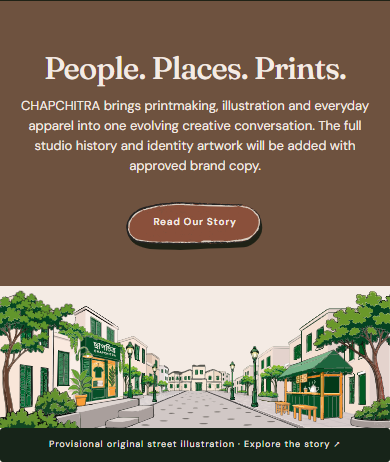 People. Places. Prints.
CHAPCHITRA brings printmaking, illustration and everyday
apparel into one evolving creative conversation. The full
studio history and identity artwork will be added with
approved brand copy.
Read Our Story
ছাপচিত্র
Provisional original street illustration · Explore the story ↗